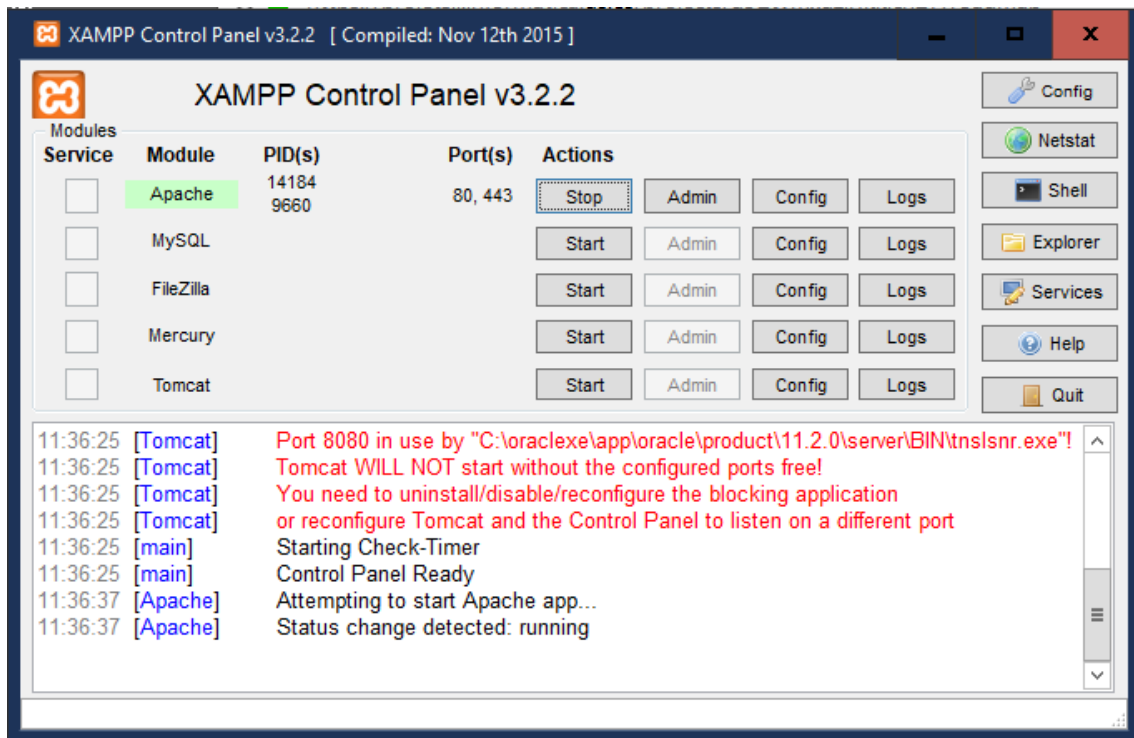 XAMPP Control Panel v3.2.2 [ Compiled: Nov 12th 2015 ]
XAMPP Control Panel v3.2.2
Config
Modules
Netstat
Service Module PID(s) Port(s) Actions
Apache 14184 80, 443 Stop Admin Config Logs
9660
Shell
MySQL Start Admin Config Logs
Explorer
FileZilla Start Admin Config Logs
Services
Mercury Start Admin Config Logs
Help
Tomcat Start Admin Config Logs
Quit
11:36:25 [Tomcat] Port 8080 in use by "C:\oraclexe\app\oracle\product\11.2.0\server\BIN\tnslsnr.exe"!
11:36:25 [Tomcat] Tomcat WILL NOT start without the configured ports free!
11:36:25 [Tomcat] You need to uninstall/disable/reconfigure the blocking application
11:36:25 [Tomcat] or reconfigure Tomcat and the Control Panel to listen on a different port
11:36:25 [main] Starting Check-Timer
11:36:25 [main] Control Panel Ready
11:36:37 [Apache] Attempting to start Apache app...
11:36:37 [Apache] Status change detected: running